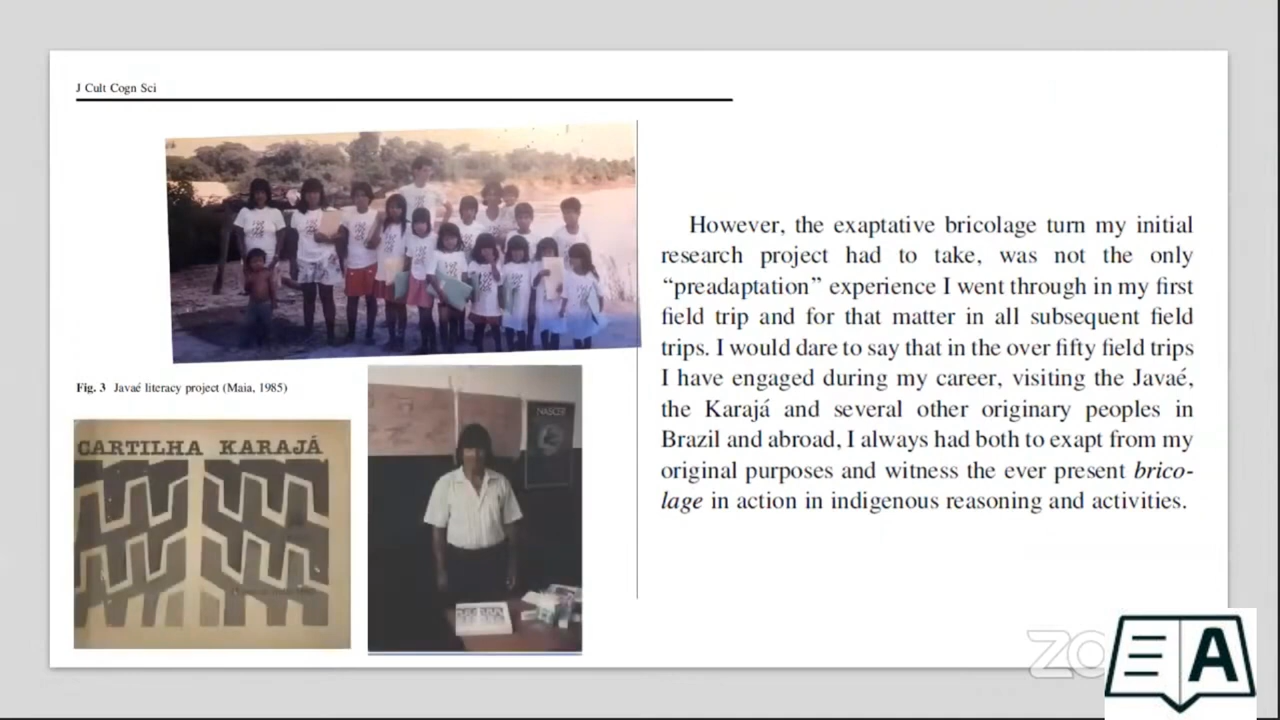 J Cult Cogn Sci
Fig. 3 Javaé literacy project (Maia, 1985)
CARTILHA KARAJÁ
NASCER
However, the exaptative bricolage turn my initial
research project had to take, was not the only
“preadaptation” experience I went through in my first
field trip and for that matter in all subsequent field
trips. I would dare to say that in the over fifty field trips
I have engaged during my career, visiting the Javaé,
the Karajá and several other originary peoples in
Brazil and abroad, I always had both to exapt from my
original purposes and witness the ever present brico-
lage in action in indigenous reasoning and activities.
A